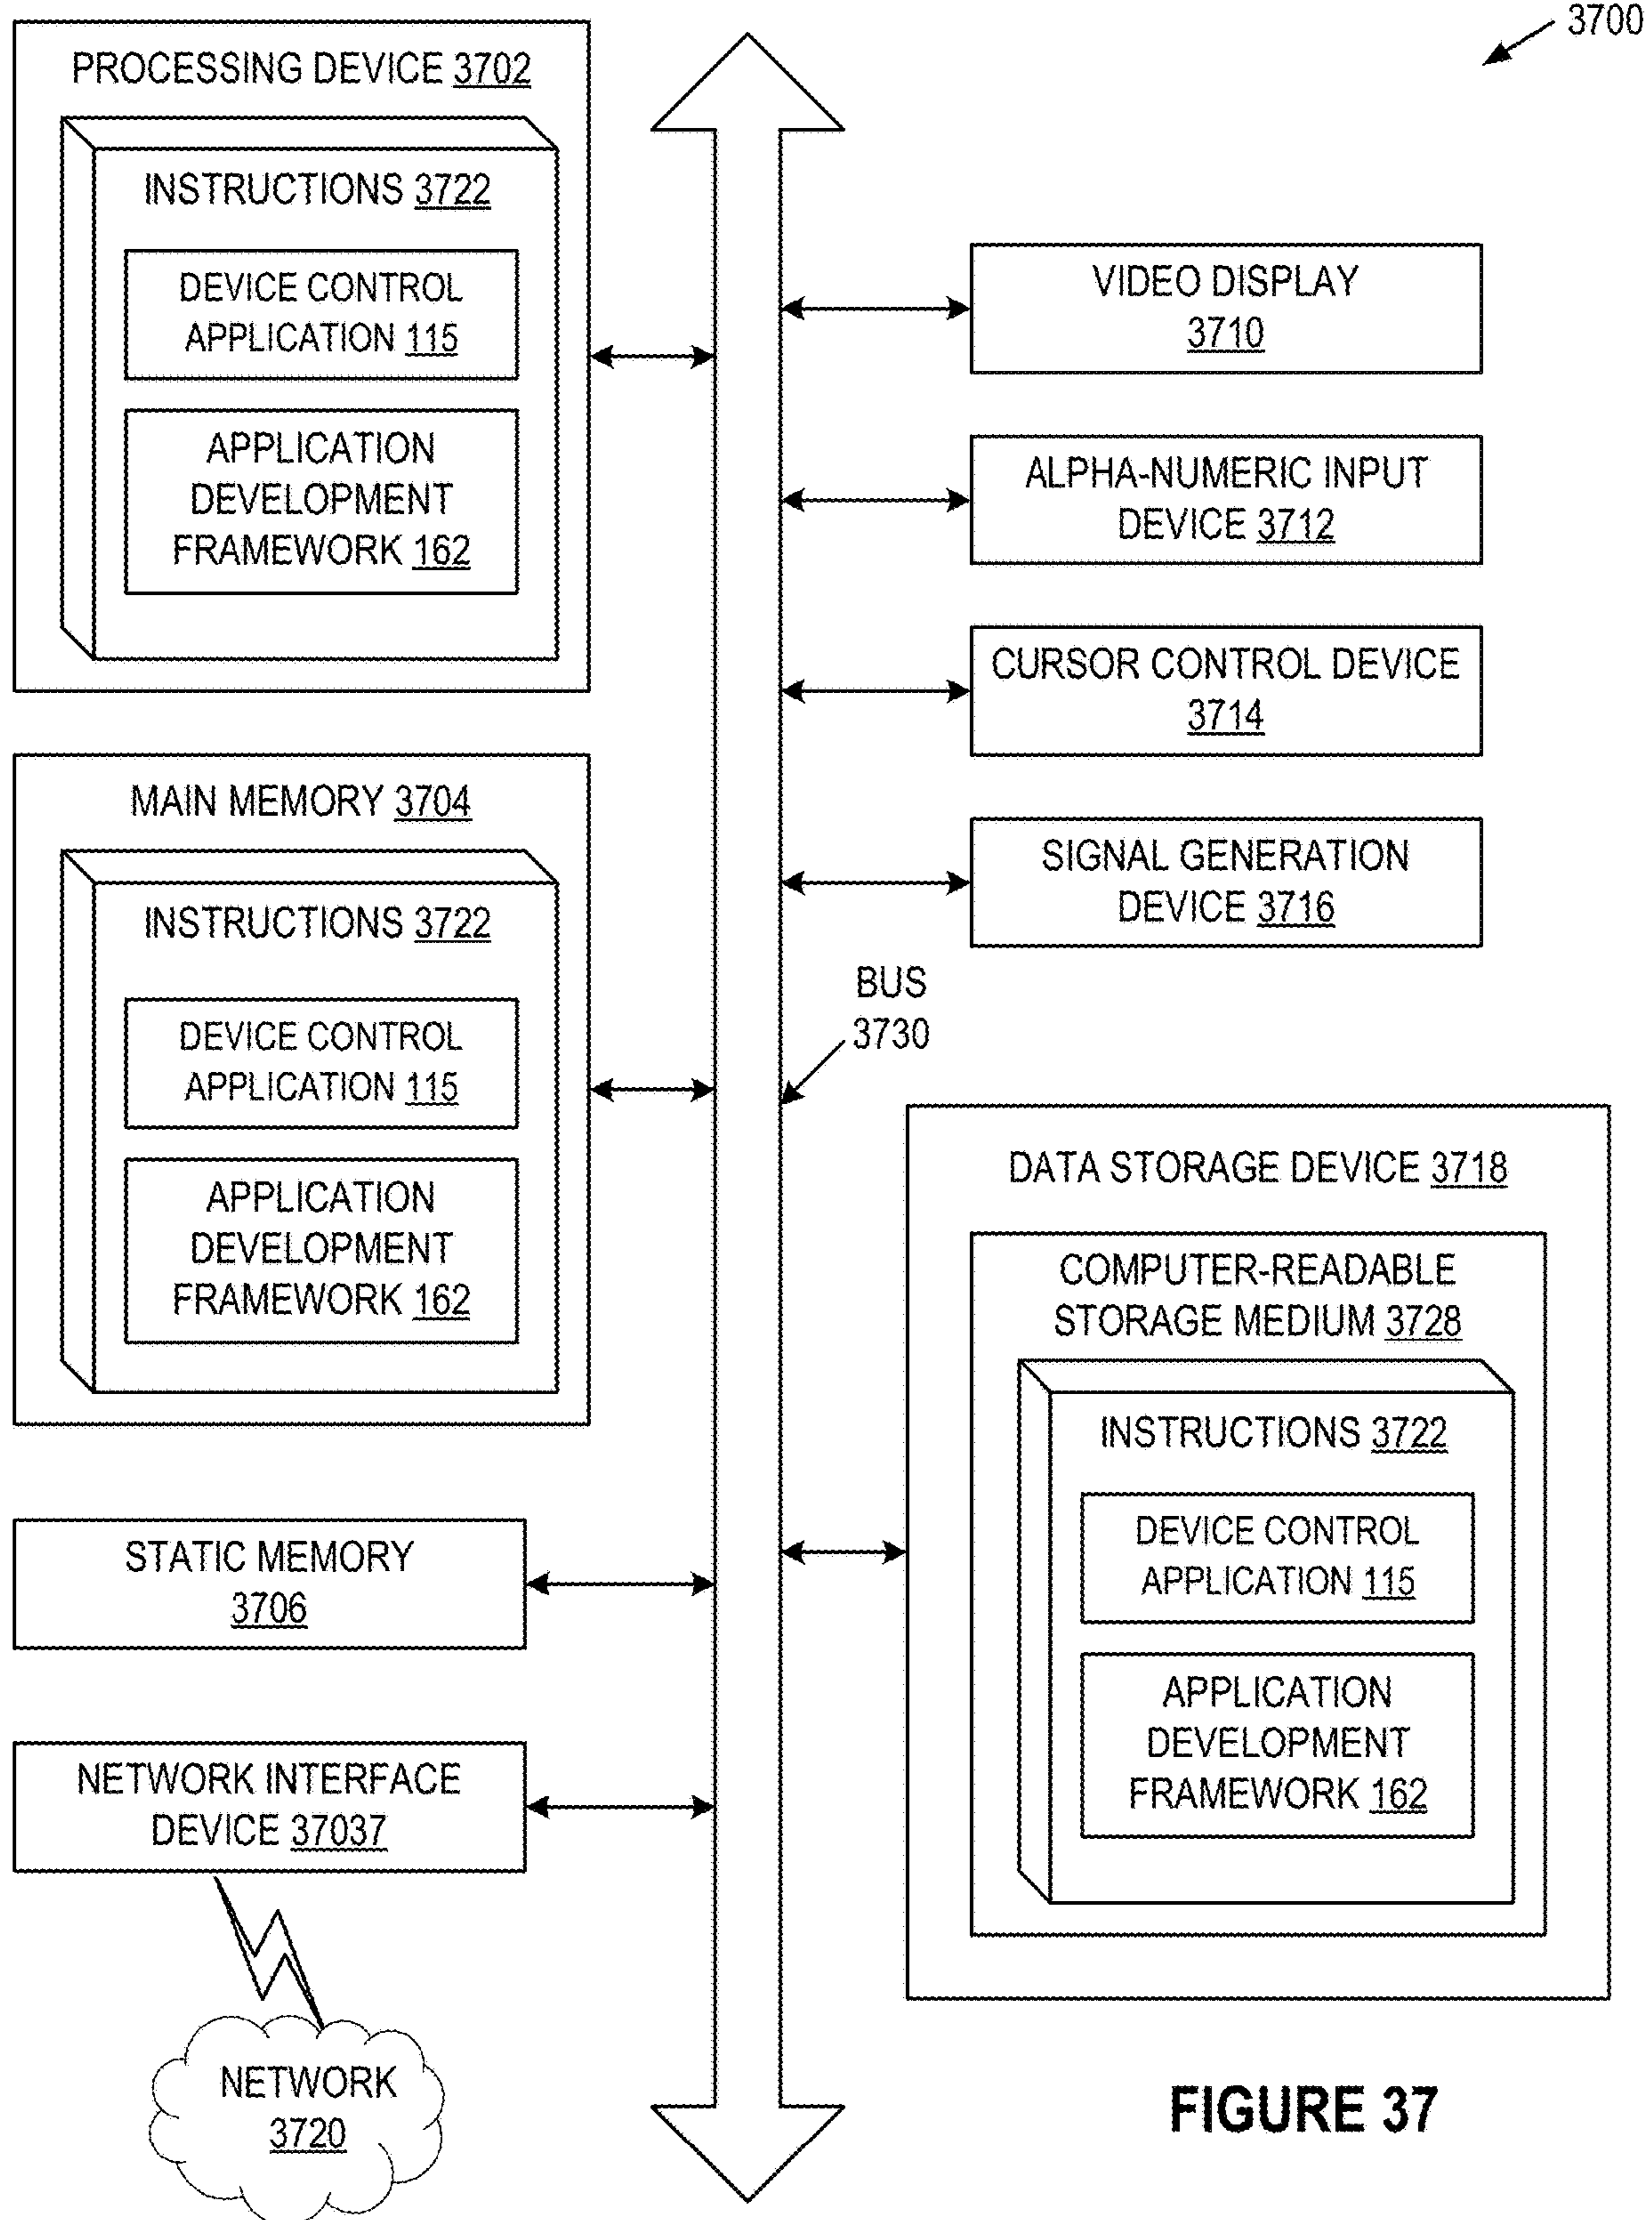 3700
PROCESSING DEVICE 3702
INSTRUCTIONS 3722
DEVICE CONTROL
APPLICATION 115
APPLICATION
DEVELOPMENT
FRAMEWORK 162
MAIN MEMORY 3704
INSTRUCTIONS 3722
DEVICE CONTROL
APPLICATION 115
APPLICATION
DEVELOPMENT
FRAMEWORK 162
STATIC MEMORY
3706
NETWORK INTERFACE
DEVICE 37037
NETWORK
3720
VIDEO DISPLAY
3710
ALPHA-NUMERIC INPUT
DEVICE 3712
CURSOR CONTROL DEVICE
3714
SIGNAL GENERATION
DEVICE 3716
BUS
3730
DATA STORAGE DEVICE 3718
COMPUTER-READABLE
STORAGE MEDIUM 3728
INSTRUCTIONS 3722
DEVICE CONTROL
APPLICATION 115
APPLICATION
DEVELOPMENT
FRAMEWORK 162
FIGURE 37